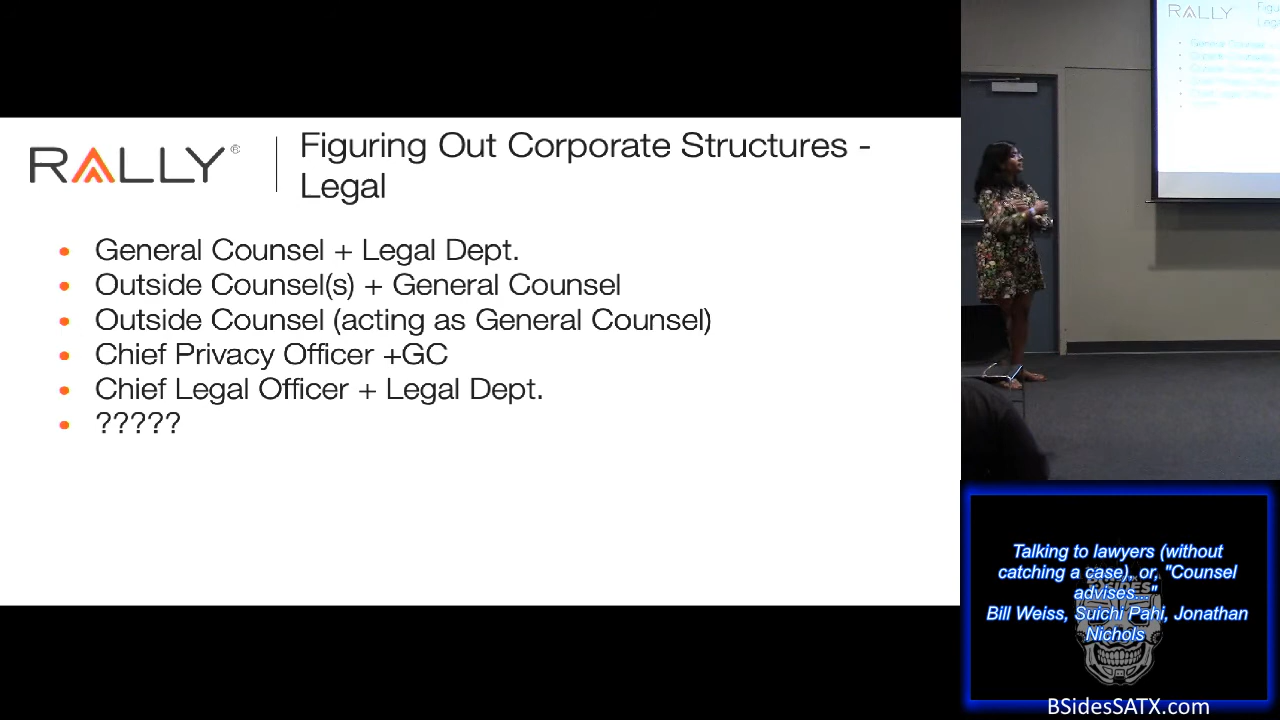 RALLY®
Figuring Out Corporate Structures -
Legal
• General Counsel + Legal Dept.
• Outside Counsel(s) + General Counsel
• Outside Counsel (acting as General Counsel)
• Chief Privacy Officer +GC
• Chief Legal Officer + Legal Dept.
• ?????
RALLY
Talking to lawyers (without
catching a case), or, "Counsel
advises..."
Bill Weiss, Suichi Pahi, Jonathan
Nichols
BSidesSATX.com